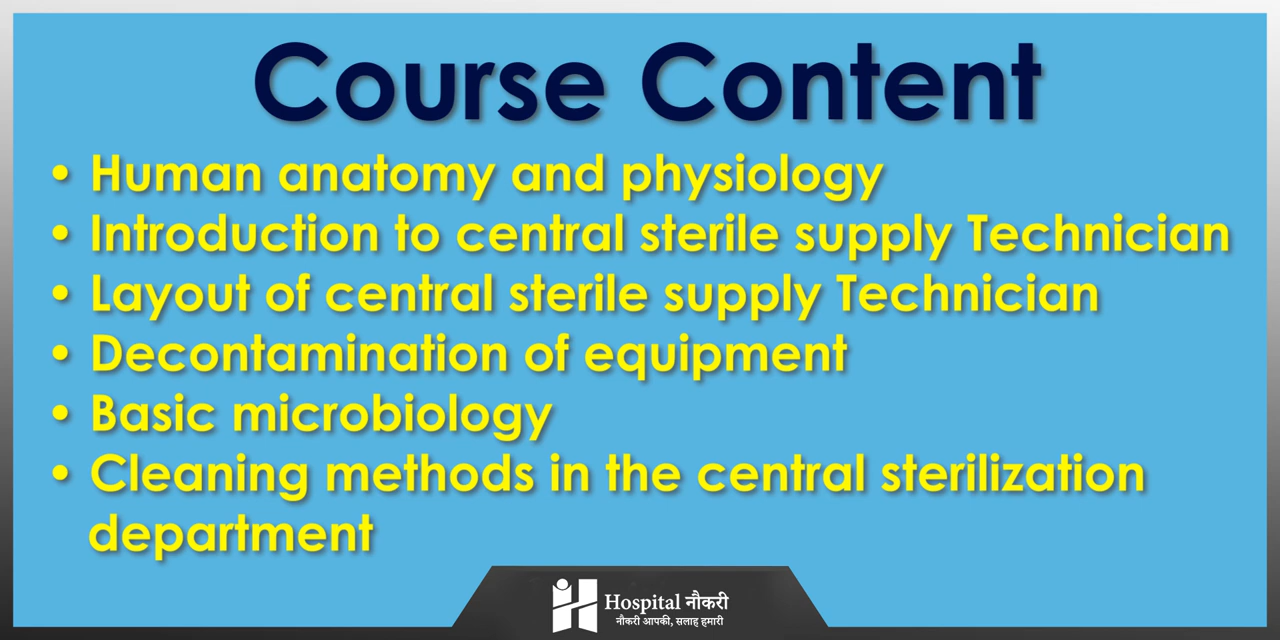 Course Content
• Human anatomy and physiology
• Introduction to central sterile supply Technician
• Layout of central sterile supply Technician
• Decontamination of equipment
• Basic microbiology
• Cleaning methods in the central sterilization
department
Hospital नौकरी
नौकरी आपकी, सलाह हमारी